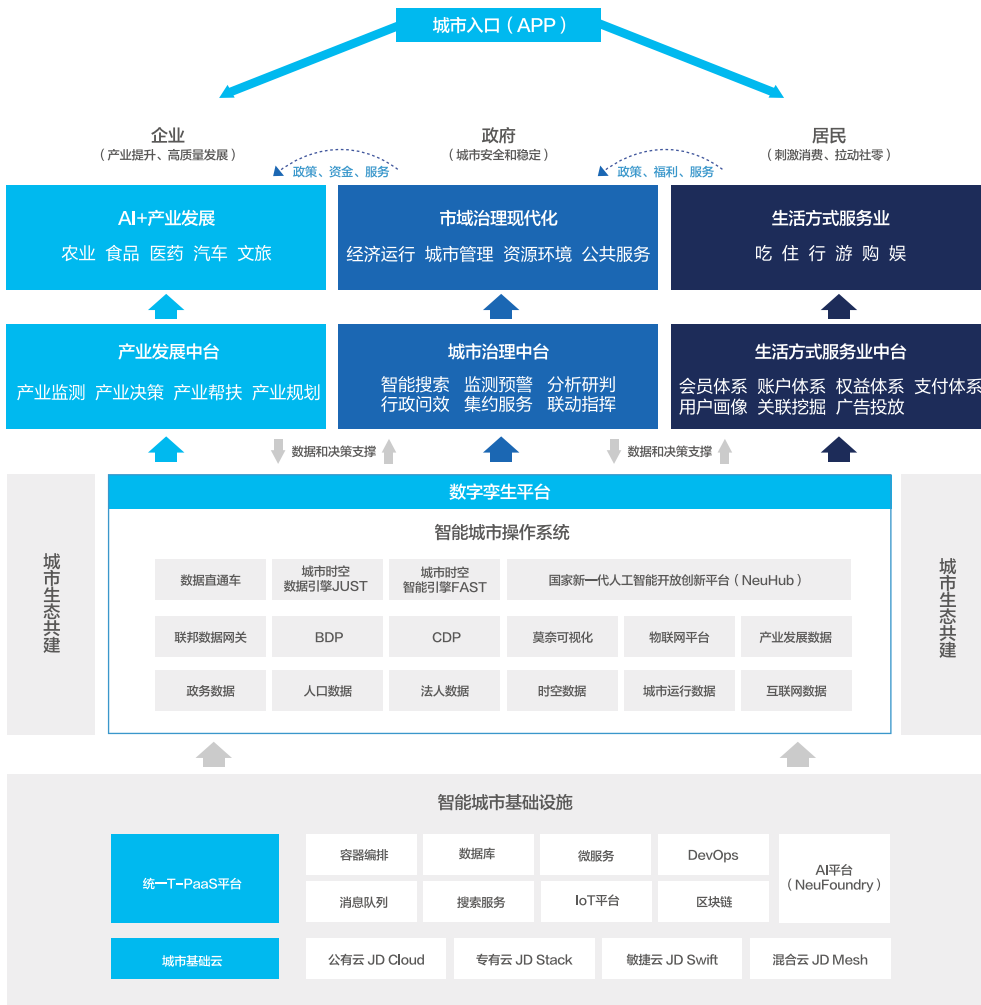 城市入口（APP）
企业
（产业提升、高质量发展）
政府
（城市安全和稳定）
居民
（刺激消费、拉动社零）
政策、资金、服务
政策、福利、服务
AI+产业发展
农业 食品 医药 汽车 文旅
市域治理现代化
经济运行 城市管理 资源环境 公共服务
生活方式服务业
吃 住 行 游 购 娱
产业发展中台
产业监测 产业决策 产业帮扶 产业规划
城市治理中台
智能搜索 监测预警 分析研判
行政问效 集约服务 联动指挥
生活方式服务业中台
会员体系 账户体系 权益体系 支付体系
用户画像 关联挖掘 广告投放
数据和决策支撑
数据和决策支撑
城市生态共建
数字孪生平台
智能城市操作系统
数据直通车
城市时空
数据引擎JUST
城市时空
智能引擎FAST
国家新一代人工智能开放创新平台（NeuHub）
联邦数据网关
BDP
CDP
莫奈可视化
物联网平台
产业发展数据
政务数据
人口数据
法人数据
时空数据
城市运行数据
互联网数据
城市生态共建
智能城市基础设施
统一T-PaaS平台
容器编排
数据库
微服务
DevOps
AI平台
（NeuFoundry）
消息队列
搜索服务
IoT平台
区块链
城市基础云
公有云 JD Cloud
专有云 JD Stack
敏捷云 JD Swift
混合云 JD Mesh